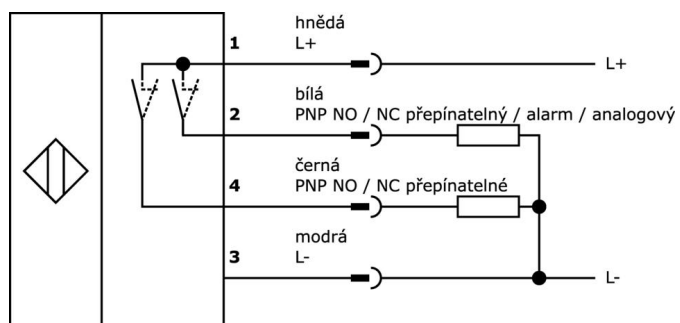 hnědá
1 L+
L+
bílá
2 PNP NO / NC přepínatelný / alarm / analogový
černá
4 PNP NO / NC přepínatelné
modrá
3 L-
L-